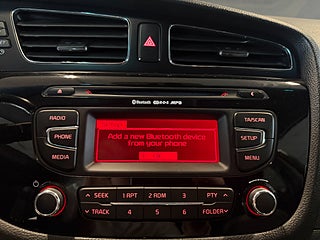 Bluetooth MP3
RADIO
PHONE
MEDIA
Add a new Bluetooth device
from your phone
TA/SCAN
SETUP
MENU
SEEK
1 RPT
2 RDM
3
PTY
TRACK
4
5
6
FOLDER